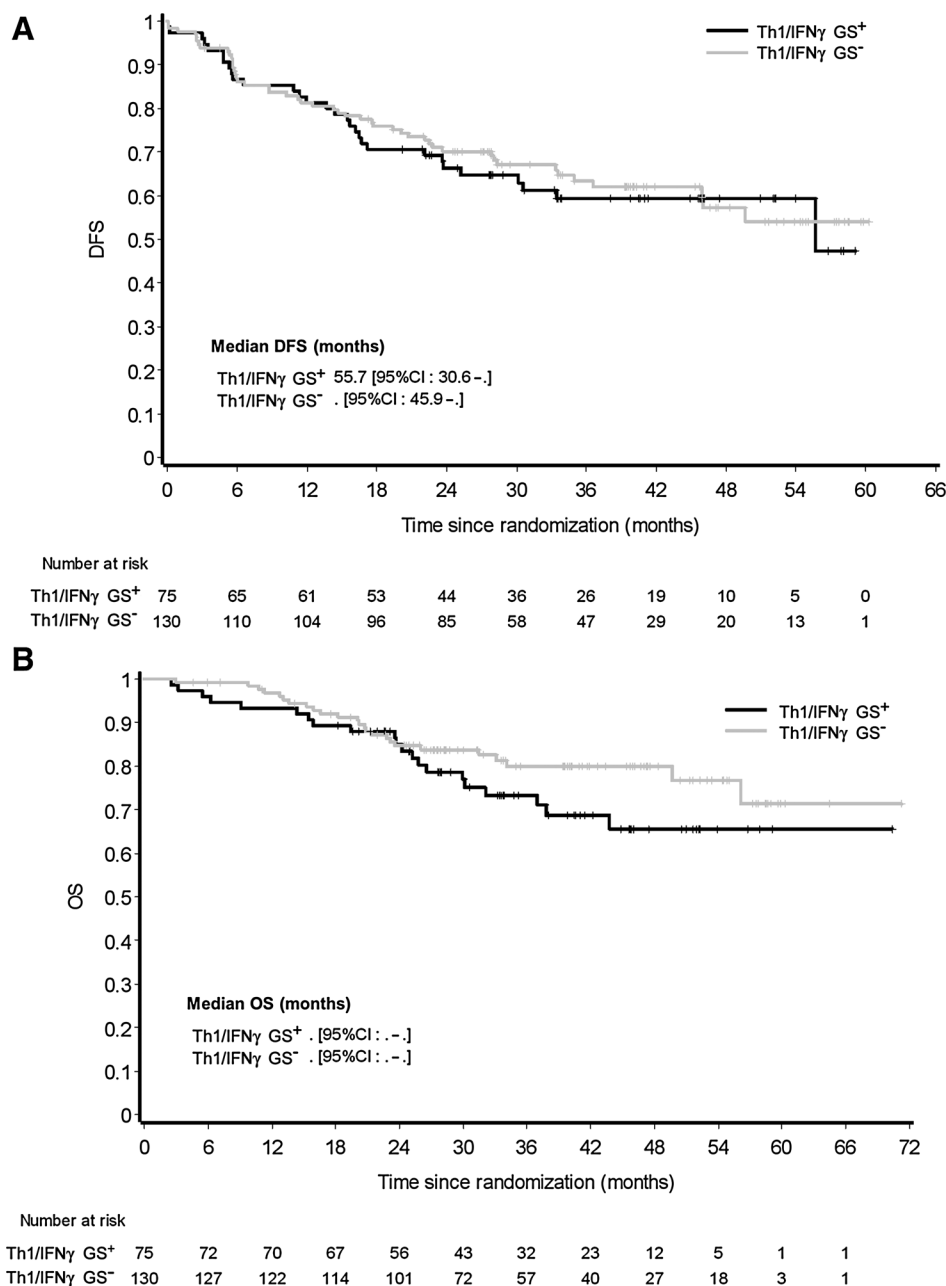 A
Th1/IFNγ GS+
Th1/IFNγ GS-
1
0.9
0.8
0.7
0.6
0.5
0.4
0.3
0.2
0.1
0
DFS
Median DFS (months)
Th1/IFNγ GS+ 55.7 [95%CI : 30.6 –.]
Th1/IFNγ GS- . [95%CI : 45.9 –.]
0 6 12 18 24 30 36 42 48 54 60 66
Time since randomization (months)
Number at risk
Th1/IFNγ GS+ 75 65 61 53 44 36 26 19 10 5 0
Th1/IFNγ GS- 130 110 104 96 85 58 47 29 20 13 1
B
Th1/IFNγ GS+
Th1/IFNγ GS-
1
0.9
0.8
0.7
0.6
0.5
0.4
0.3
0.2
0.1
0
OS
Median OS (months)
Th1/IFNγ GS+ . [95%CI : . – .]
Th1/IFNγ GS- . [95%CI : . – .]
0 6 12 18 24 30 36 42 48 54 60 66 72
Time since randomization (months)
Number at risk
Th1/IFNγ GS+ 75 72 70 67 56 43 32 23 12 5 1 1
Th1/IFNγ GS- 130 127 122 114 101 72 57 40 27 18 3 1